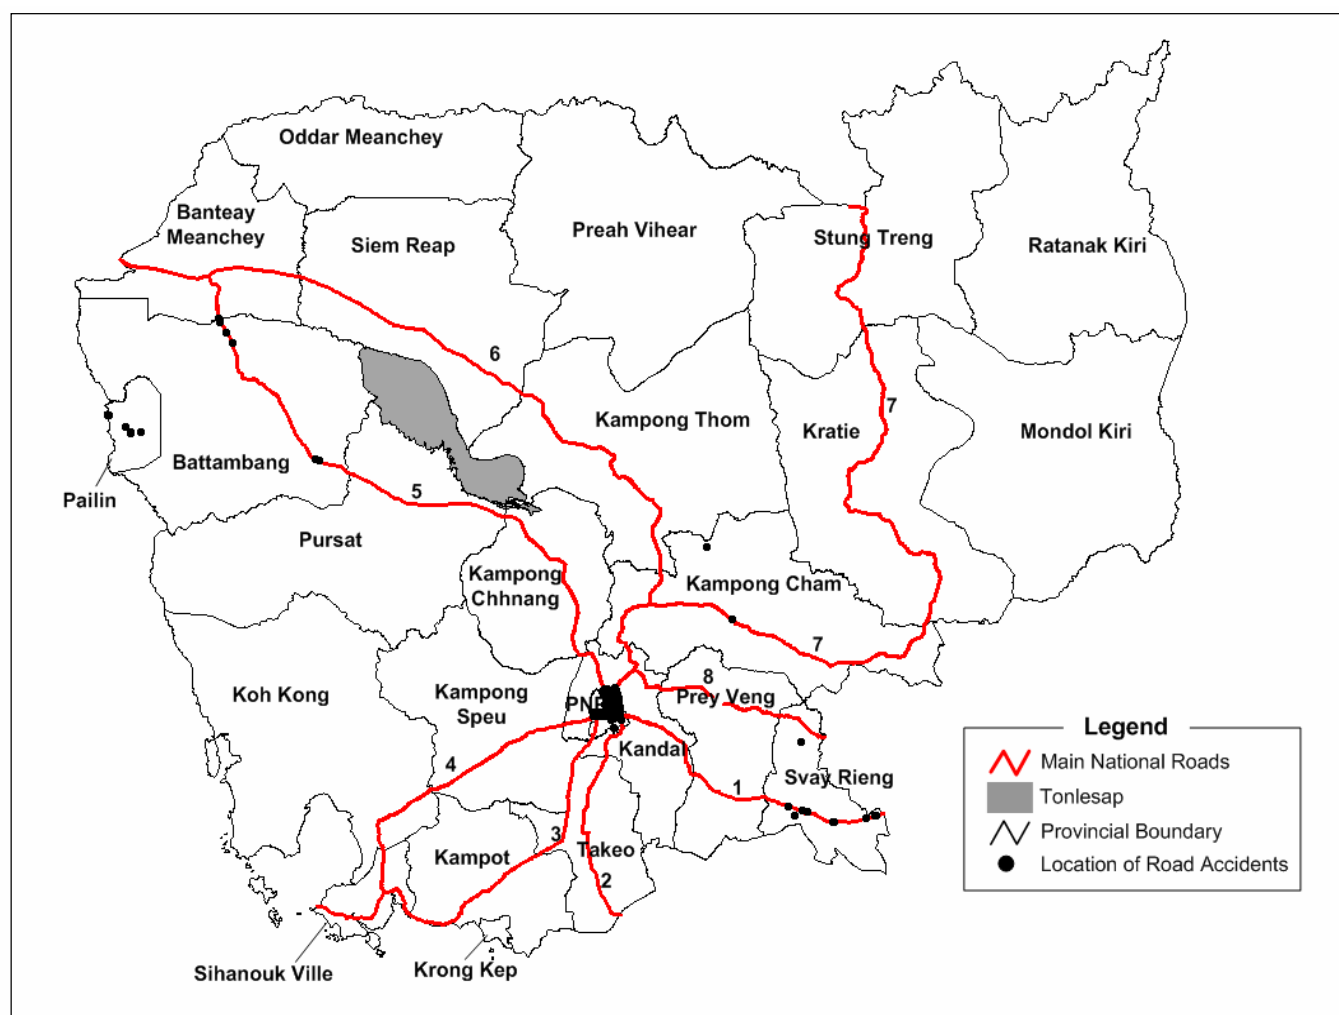 Oddar Meanchey
Banteay
Meanchey
Siem Reap
Preah Vihear
Stung Treng
Ratanak Kiri
6
Kampong Thom
Kratie
7
Mondol Kiri
Battambang
Pailin
5
Pursat
Kampong
Chhnang
Kampong Cham
7
Koh Kong
Kampong
Speu
PNP
8
Prey Veng
Kandal
4
1
Svay Rieng
3
Kampot
Takeo
2
Sihanouk Ville
Krong Kep
Legend
Main National Roads
Tonlesap
Provincial Boundary
Location of Road Accidents